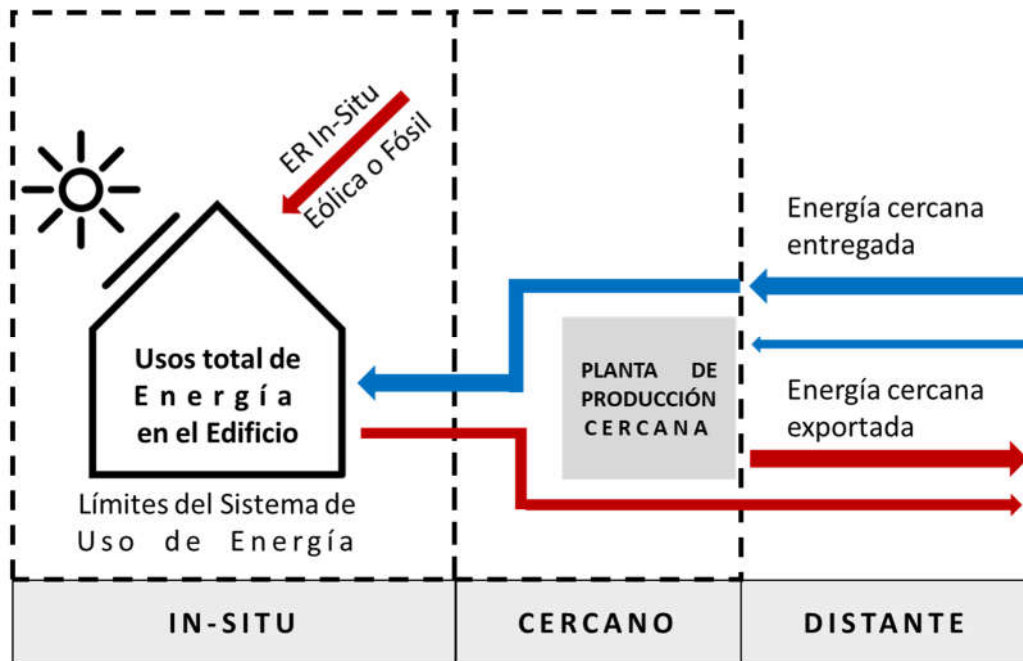 ER In-Situ
Eólica o Fósil
Usos total de
Energía
en el Edificio
Límites del Sistema de
Uso de Energía
PLANTA DE
PRODUCCIÓN
CERCANA
Energía cercana
entregada
Energía cercana
exportada
IN-SITU
CERCANO
DISTANTE